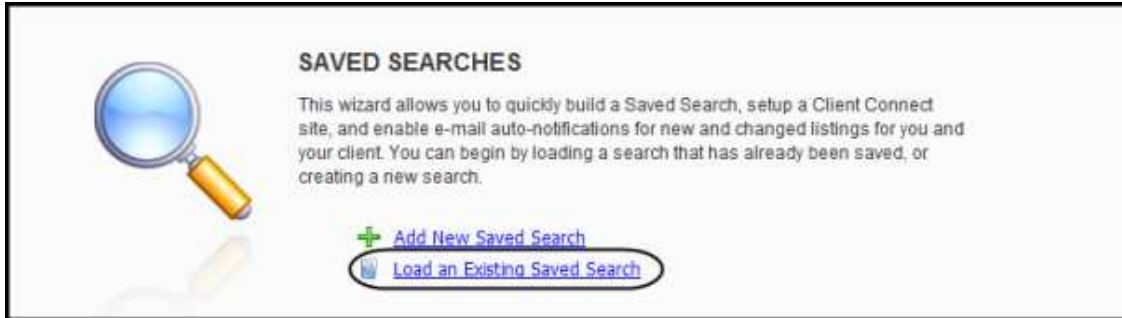 SAVED SEARCHES
This wizard allows you to quickly build a Saved Search, setup a Client Connect
site, and enable e-mail auto-notifications for new and changed listings for you and
your client. You can begin by loading a search that has already been saved, or
creating a new search.
Add New Saved Search
Load an Existing Saved Search